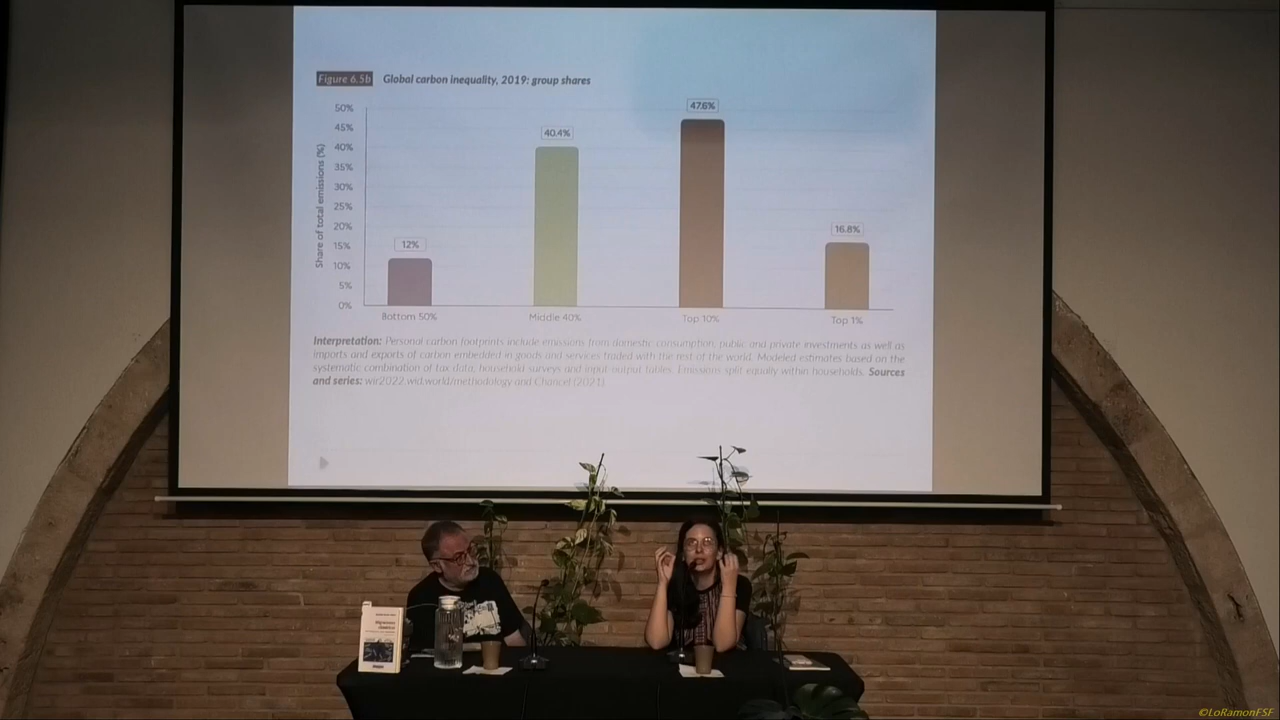 Figure 6.5b Global carbon inequality, 2019: group shares
Share of total emissions (%)
50%
45%
40%
35%
30%
25%
20%
15%
10%
5%
0%
12%
40.4%
47.6%
16.8%
Bottom 50%
Middle 40%
Top 10%
Top 1%
Interpretation: Personal carbon footprints include emissions from domestic consumption, public and private investments as well as
imports and exports of carbon embedded in goods and services traded with the rest of the world. Modeled estimates based on the
systematic combination of tax data, household surveys and input-output tables. Emissions split equally within households. Sources
and series: wir2022.wid.world/methodology and Chancel (2021)
©LoRamonFSF